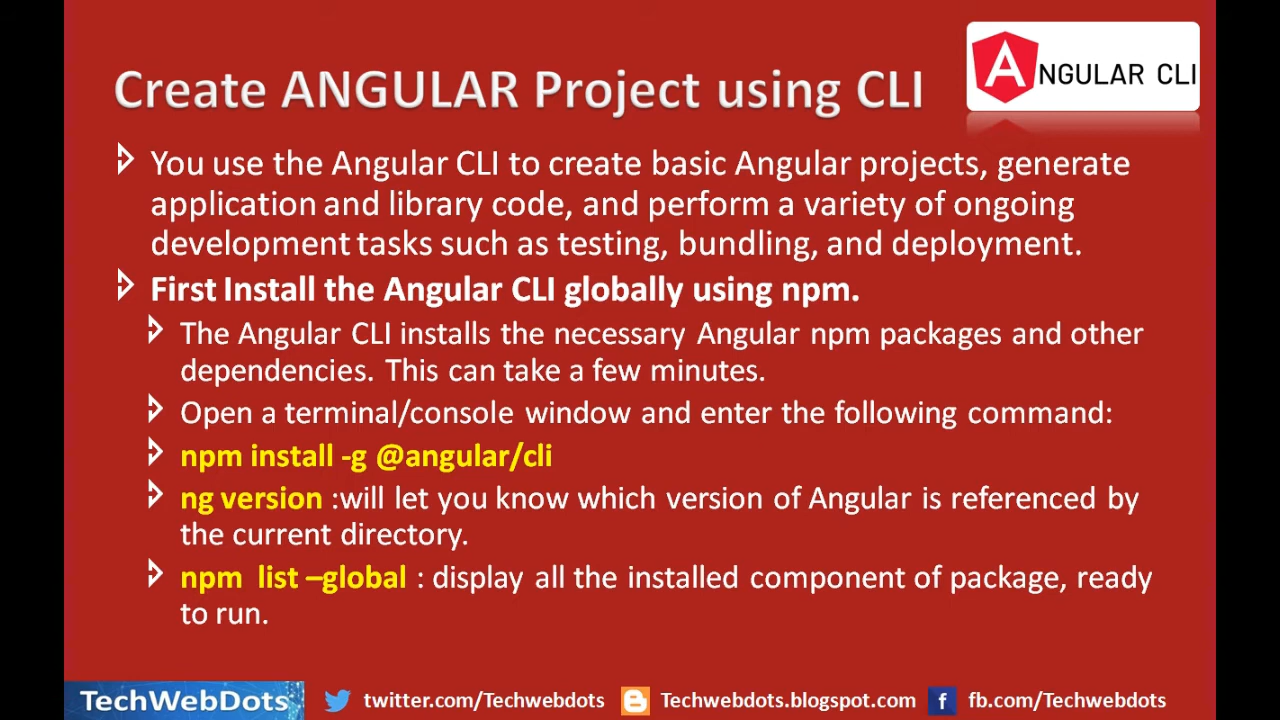 Create ANGULAR Project using CLI
ANGULAR CLI
You use the Angular CLI to create basic Angular projects, generate
application and library code, and perform a variety of ongoing
development tasks such as testing, bundling, and deployment.
First Install the Angular CLI globally using npm.
The Angular CLI installs the necessary Angular npm packages and other
dependencies. This can take a few minutes.
Open a terminal/console window and enter the following command:
npm install -g @angular/cli
ng version :will let you know which version of Angular is referenced by
the current directory.
npm list –global : display all the installed component of package, ready
to run.
TechWebDots twitter.com/Techwebdots Techwebdots.blogspot.com fb.com/Techwebdots